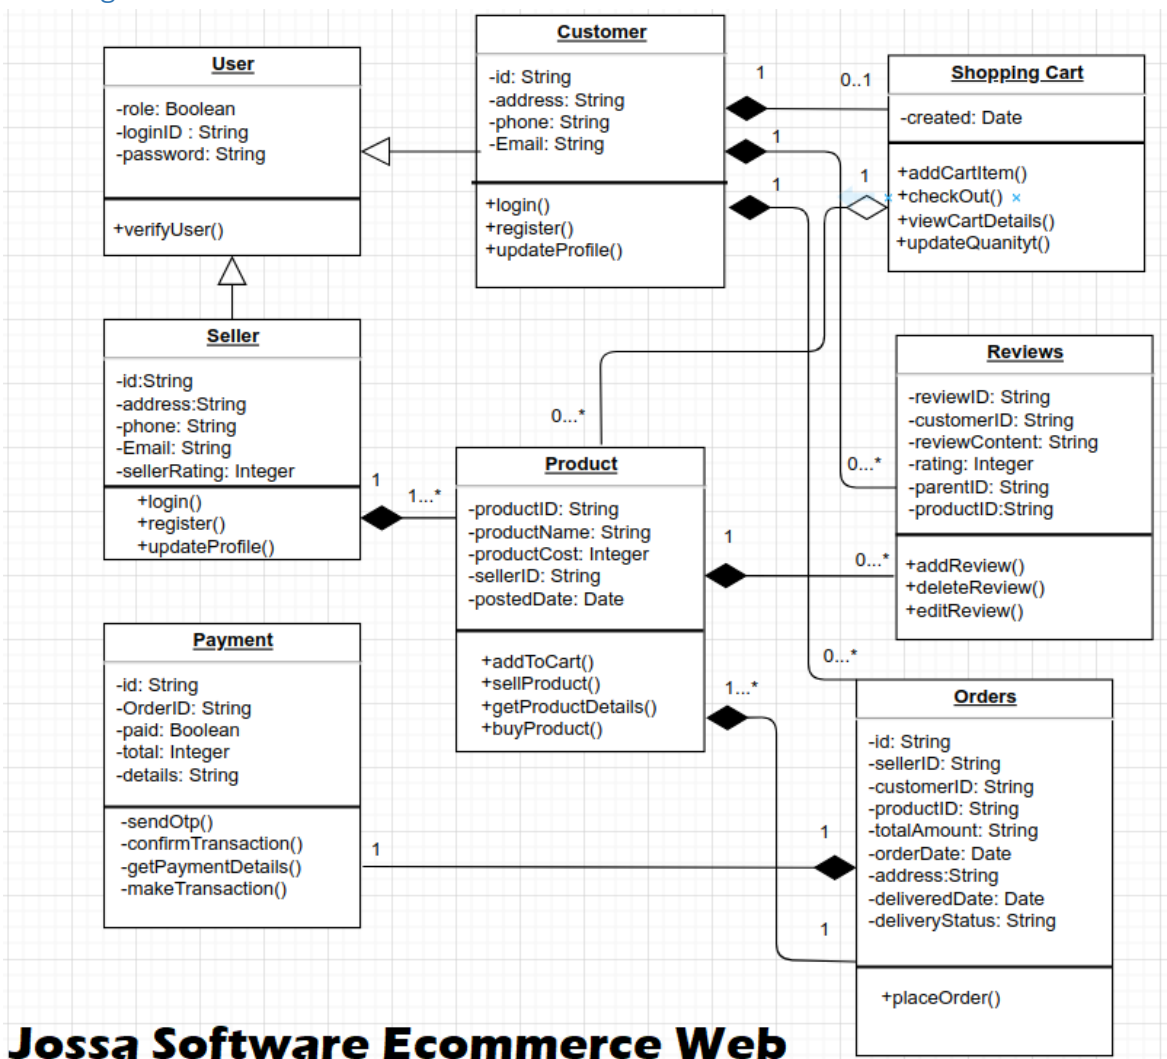 User
-role: Boolean
-loginID : String
-password: String
+verifyUser()
Customer
-id: String
-address: String
-phone: String
-Email: String
+login()
+register()
+updateProfile()
1
0..1
1
1
Shopping Cart
-created: Date
+addCartItem()
+checkOut()
+viewCartDetails()
+updateQuanityt()
1
0...*
Seller
-id:String
-address:String
-phone: String
-Email: String
-sellerRating: Integer
+login()
+register()
+updateProfile()
1
1...*
Product
-productID: String
-productName: String
-productCost: Integer
-sellerID: String
-postedDate: Date
+addToCart()
+sellProduct()
+getProductDetails()
+buyProduct()
Reviews
-reviewID: String
-customerID: String
-reviewContent: String
-rating: Integer
-parentID: String
-productID:String
+addReview()
+deleteReview()
+editReview()
0...*
1
0...*
0...*
1...*
Payment
-id: String
-OrderID: String
-paid: Boolean
-total: Integer
-details: String
-sendOtp()
-confirmTransaction()
-getPaymentDetails()
-makeTransaction()
1
1
1
Orders
-id: String
-sellerID: String
-customerID: String
-productID: String
-totalAmount: String
-orderDate: Date
-address:String
-deliveredDate: Date
-deliveryStatus: String
+placeOrder()
Jossa Software Ecommerce Web